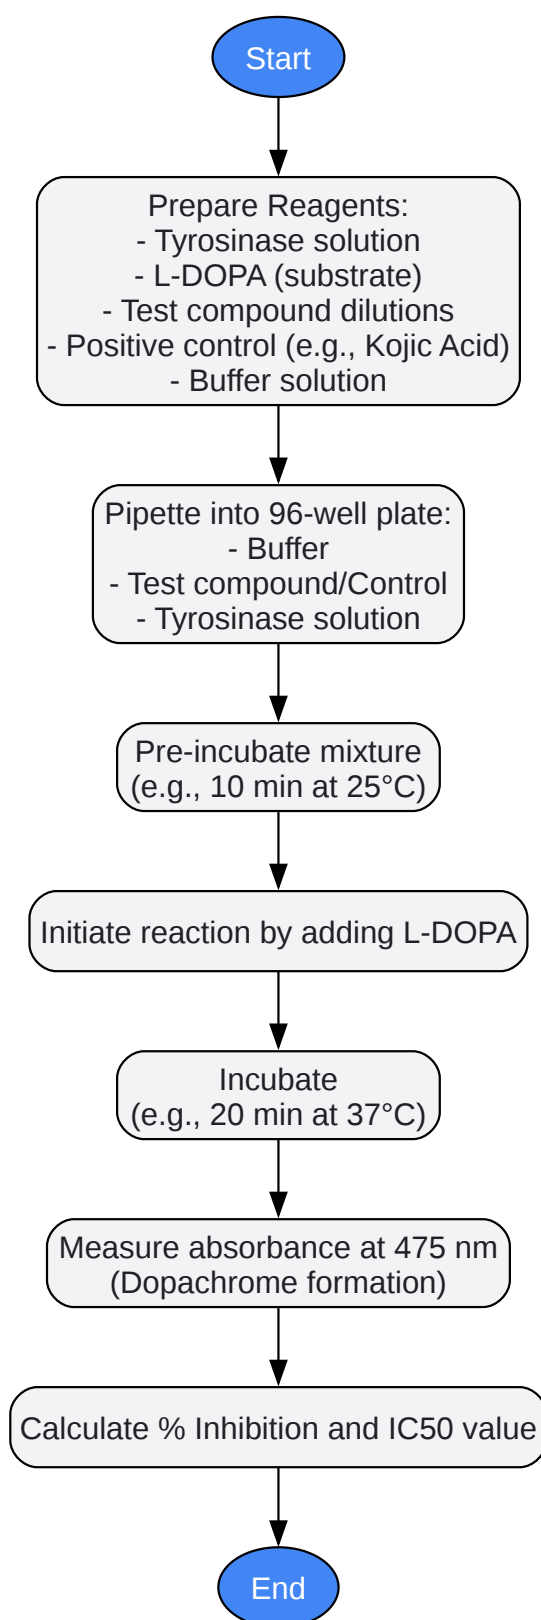 Start
Prepare Reagents:
- Tyrosinase solution
- L-DOPA (substrate)
- Test compound dilutions
- Positive control (e.g., Kojic Acid)
- Buffer solution
Pipette into 96-well plate:
- Buffer
- Test compound/Control
- Tyrosinase solution
Pre-incubate mixture
(e.g., 10 min at 25°C)
Initiate reaction by adding L-DOPA
Incubate
(e.g., 20 min at 37°C)
Measure absorbance at 475 nm
(Dopachrome formation)
Calculate % Inhibition and IC50 value
End